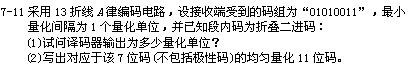 7-11 采用 13 折线 A 律编码电路，设接收端受到的码组为“01010011”，最小
量化间隔为 1 个量化单位，并已知段内码为折叠二进码：
(1)试问译码器输出为多少量化单位？
(2)写出对应于该 7 位码(不包括极性码)的均匀量化 11 位码。